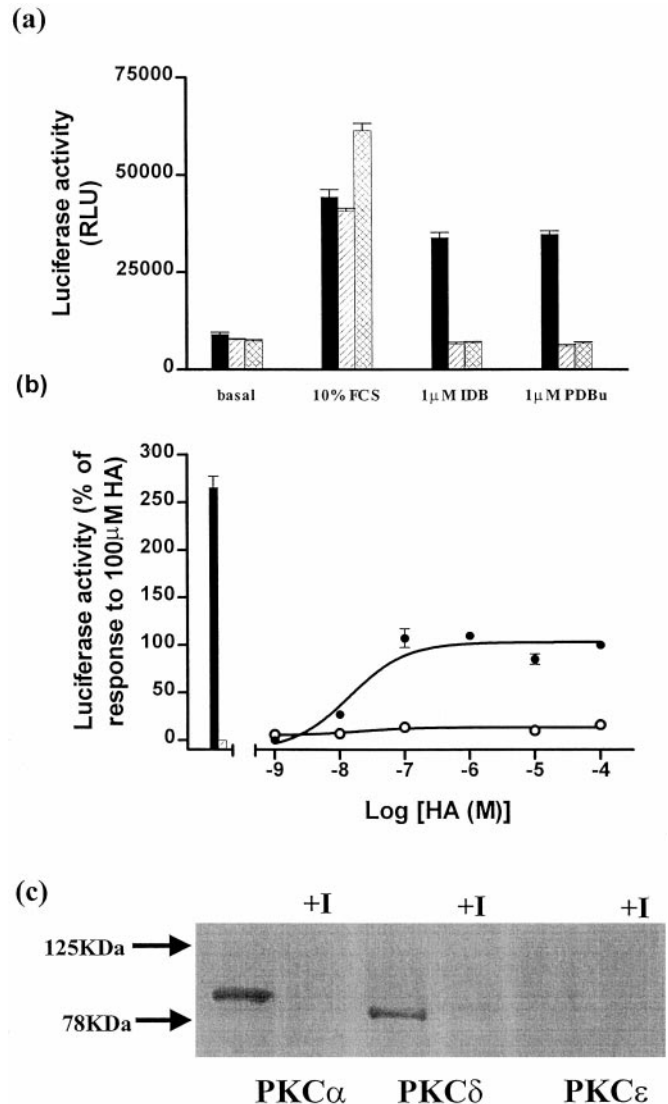 (a)
75000
50000
25000
0
Luciferase activity
(RLU)
basal
10% FCS
1μM IDB
1μM PDBu
(b)
300
250
200
150
100
50
0
Luciferase activity (% of
response to 100μM HA)
-9
-8
-7
-6
-5
-4
Log [HA (M)]
(c)
+I
+I
+I
125KDa
78KDa
PKCα
PKCδ
PKCε